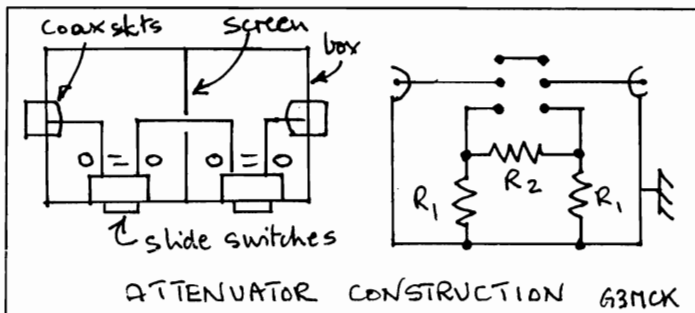 coax skts
screen
box
slide switches
R₂
R₁
R₁
ATTENUATOR CONSTRUCTION G3MCK